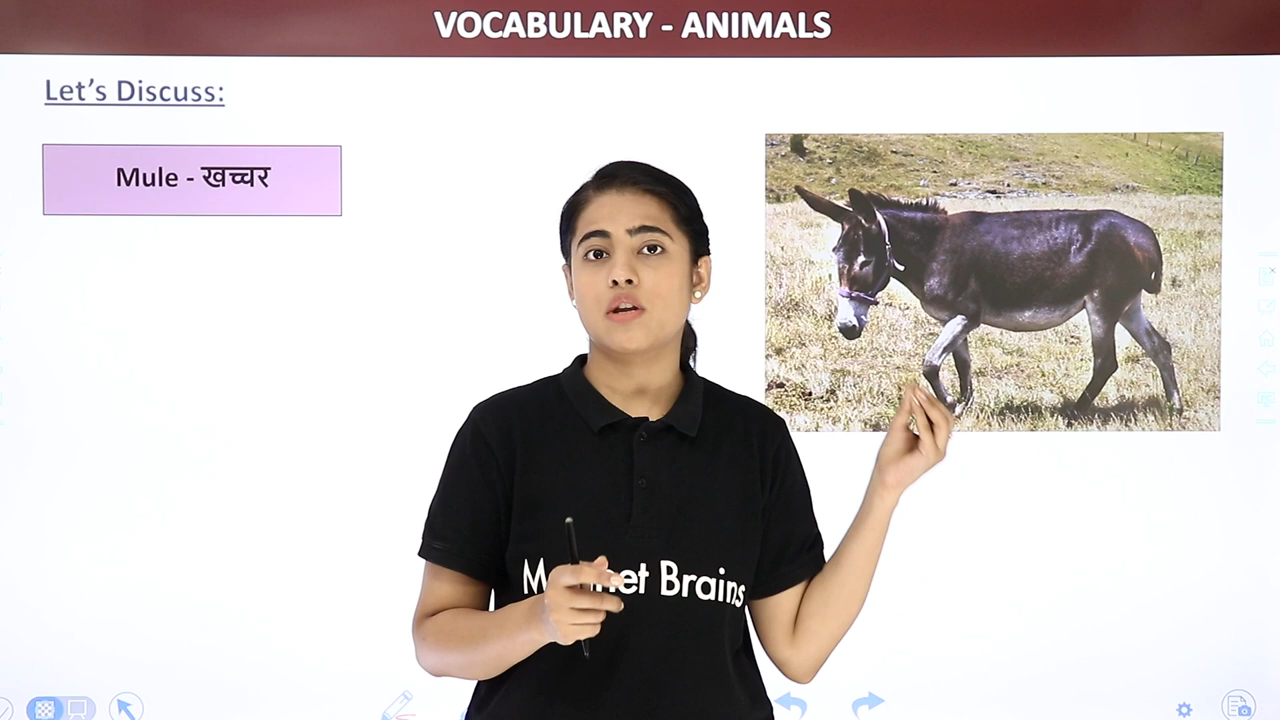 VOCABULARY - ANIMALS
Let's Discuss:
Mule - खच्चर
Brains